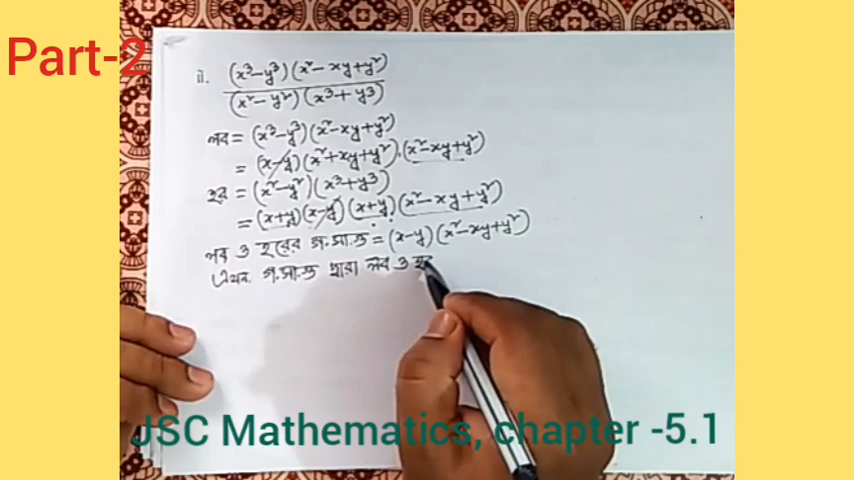 Part-2
ii. (x³-y³)(x²-xy+y²)
(x²-y²)(x³+y³)
লব = (x³-y³)(x²-xy+y²)
= (x-y)(x²+xy+y²).(x²-xy+y²)
হর = (x²-y²)(x³+y³)
= (x+y)(x-y)(x+y)(x²-xy+y²)
লব ও হরের গ.সা.গু = (x-y)(x²-xy+y²)
এখন গ.সা.গু দ্বারা লব ও হর
JSC Mathematics, chapter -5.1